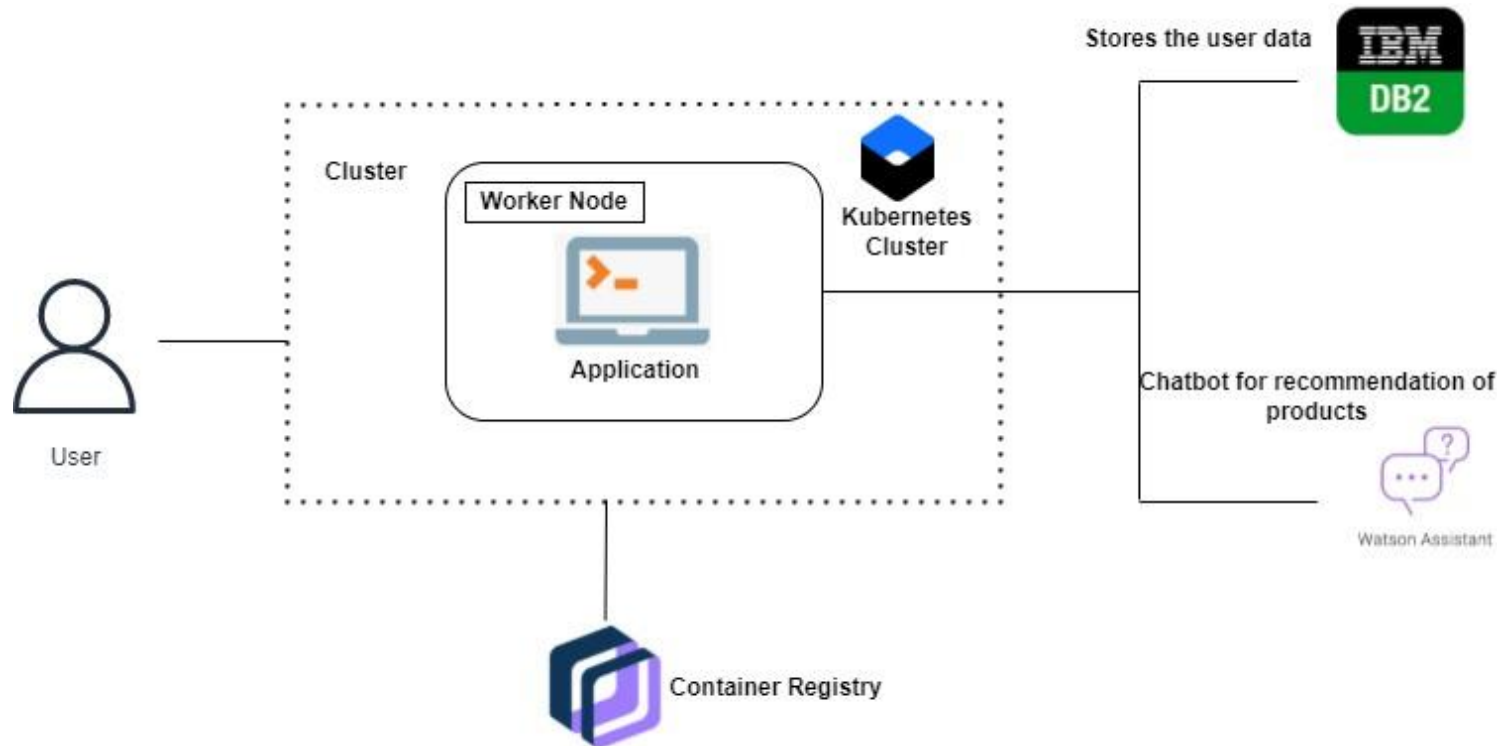 Stores the user data
IBM
DB2
Cluster
Worker Node
Kubernetes
Cluster
Application
User
Chatbot for recommendation of
products
?
Watson Assistant
Container Registry